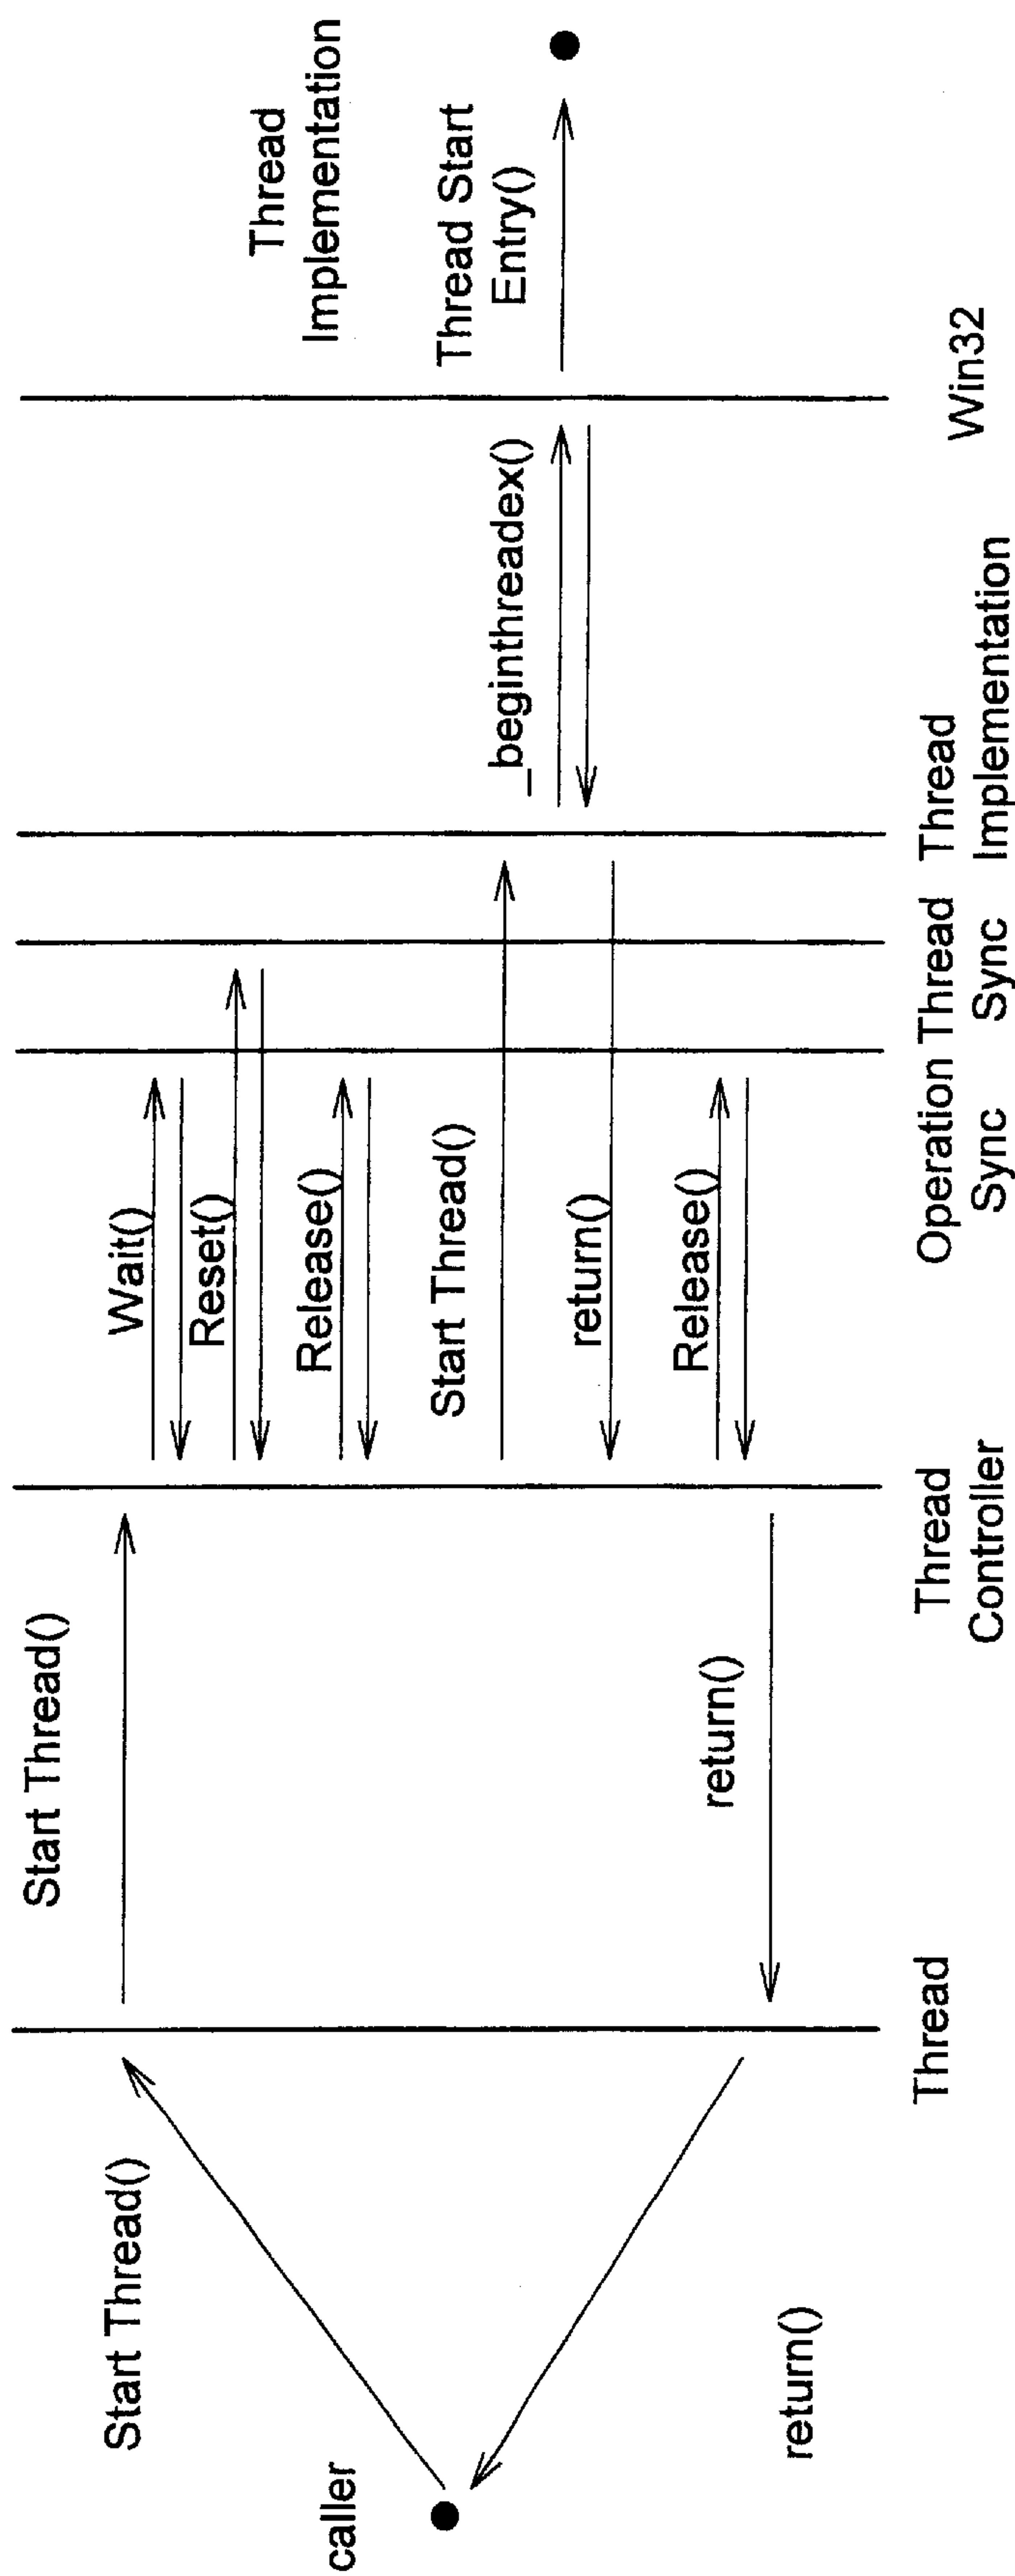 Start Thread()
Start Thread()
caller
return()
return()
Wait()
Reset()
Release()
Start Thread()
return()
Release()
_beginthreadex()
Thread
Implementation
Thread Start
Entry()
Thread
Thread
Controller
Operation
Sync
Thread
Sync
Thread
Implementation
Win32